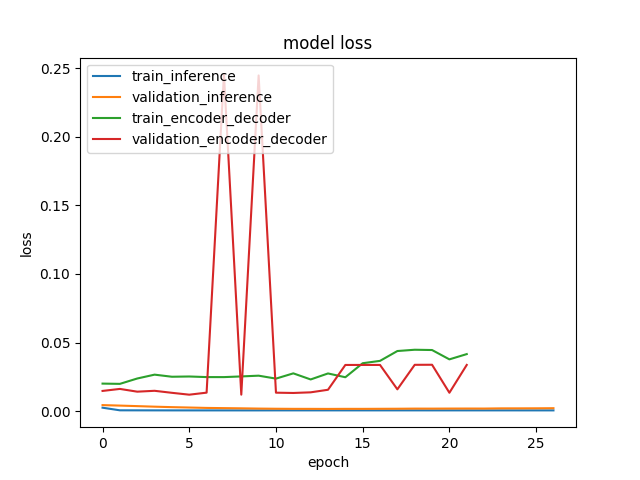 model loss
train_inference
validation_inference
train_encoder_decoder
validation_encoder_decoder
loss
0.25
0.20
0.15
0.10
0.05
0.00
0 5 10 15 20 25
epoch